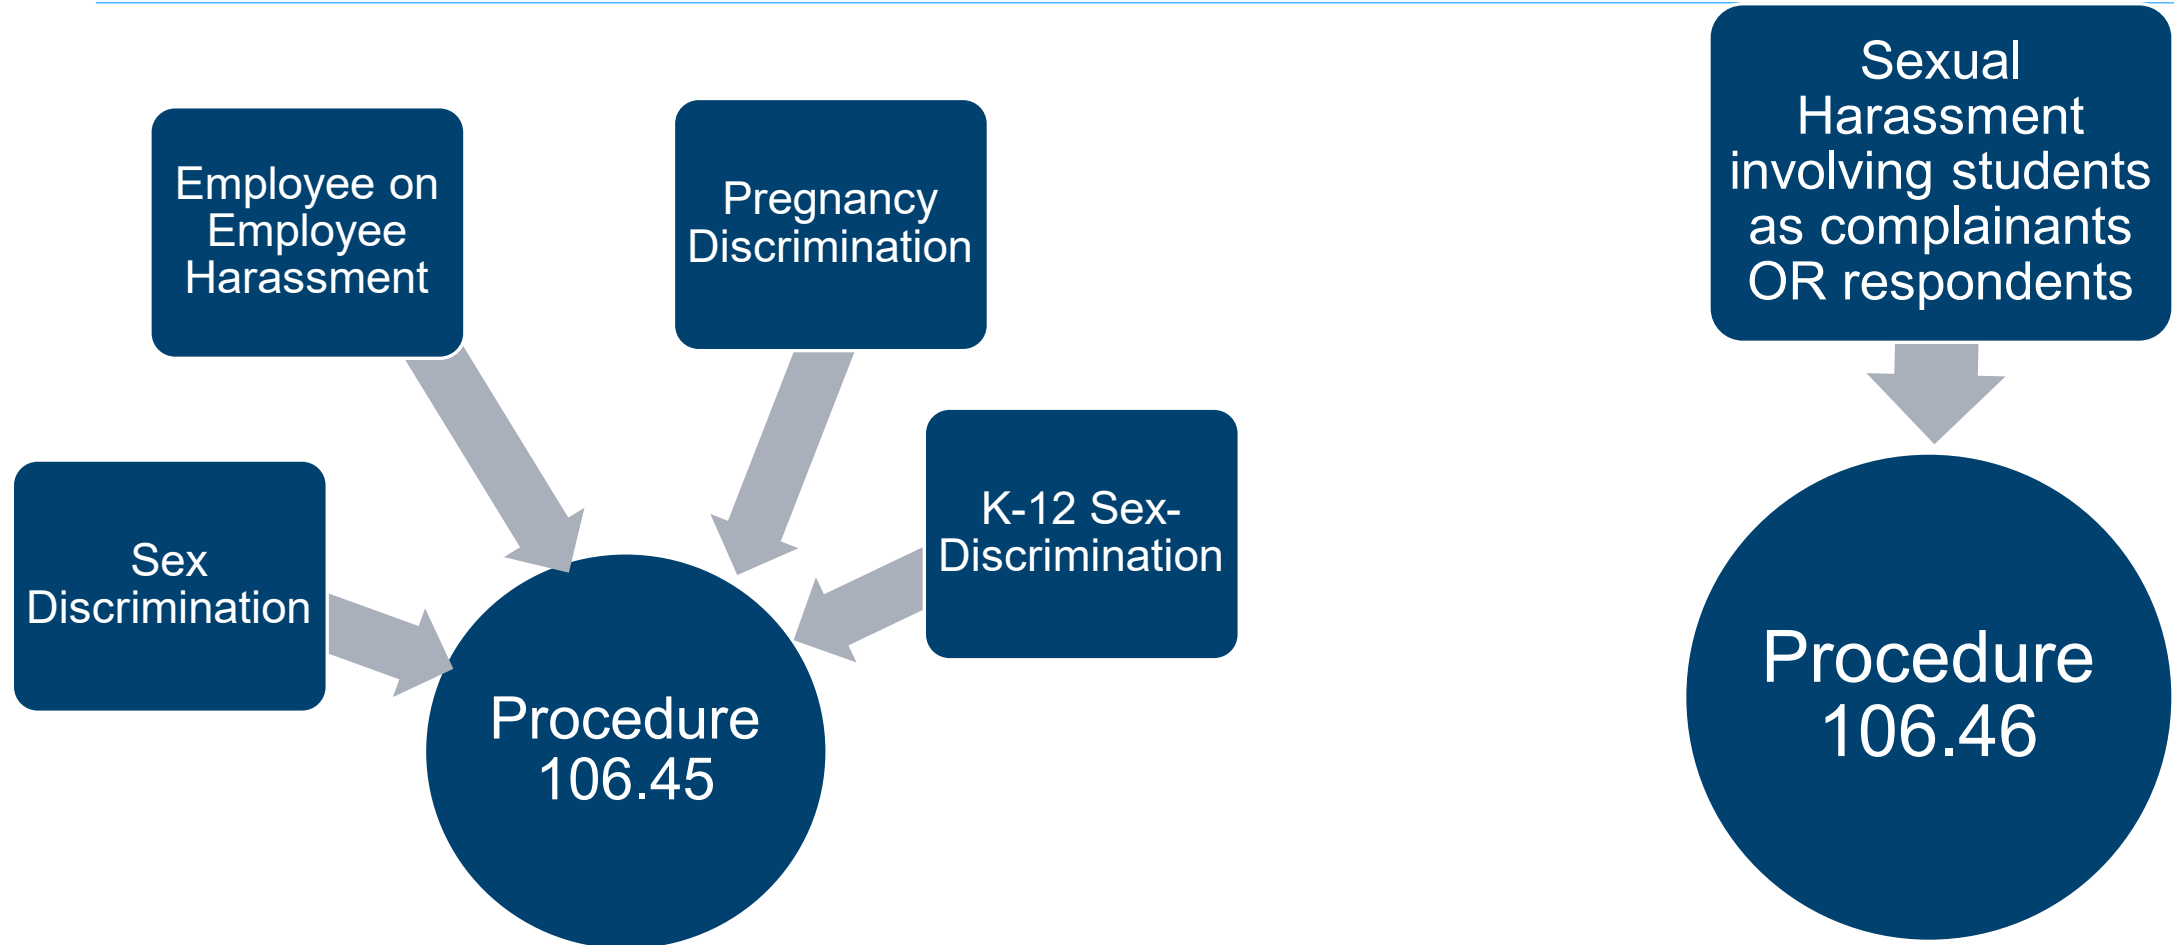 Employee on
Employee
Harassment
Pregnancy
Discrimination
Sex
Discrimination
K-12 Sex-
Discrimination
Procedure
106.45
Sexual
Harassment
involving students
as complainants
OR respondents
Procedure
106.46